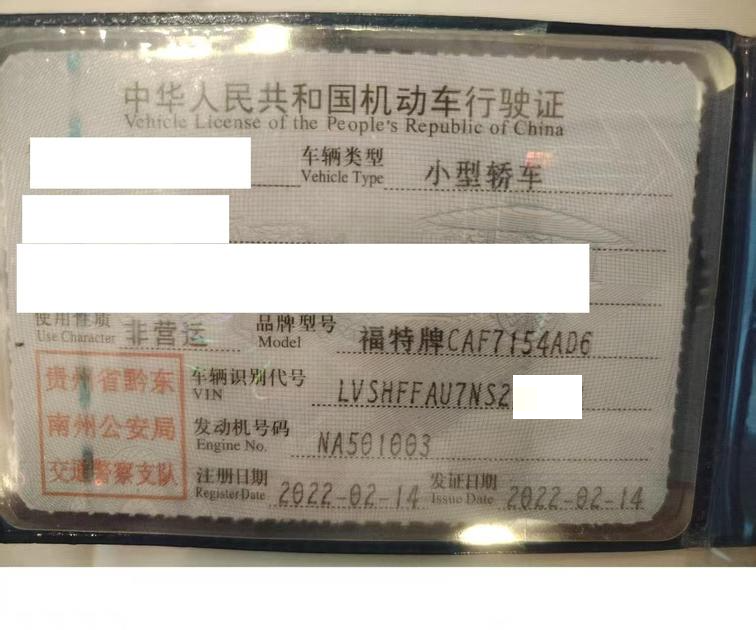 中华人民共和国机动车行驶证
Vehicle License of the People's Republic of China
车辆类型 小型轿车
Vehicle Type
使用性质 非营运 品牌型号 福特牌CAF7154AD6
Use Character Model
贵州省黔东 车辆识别代号 LVSHFFAU7NS2
VIN
南州公安局 发动机号码 NA501003
Engine No.
交通警察支队 注册日期 2022-02-14 发证日期 2022-02-14
Register Date Issue Date